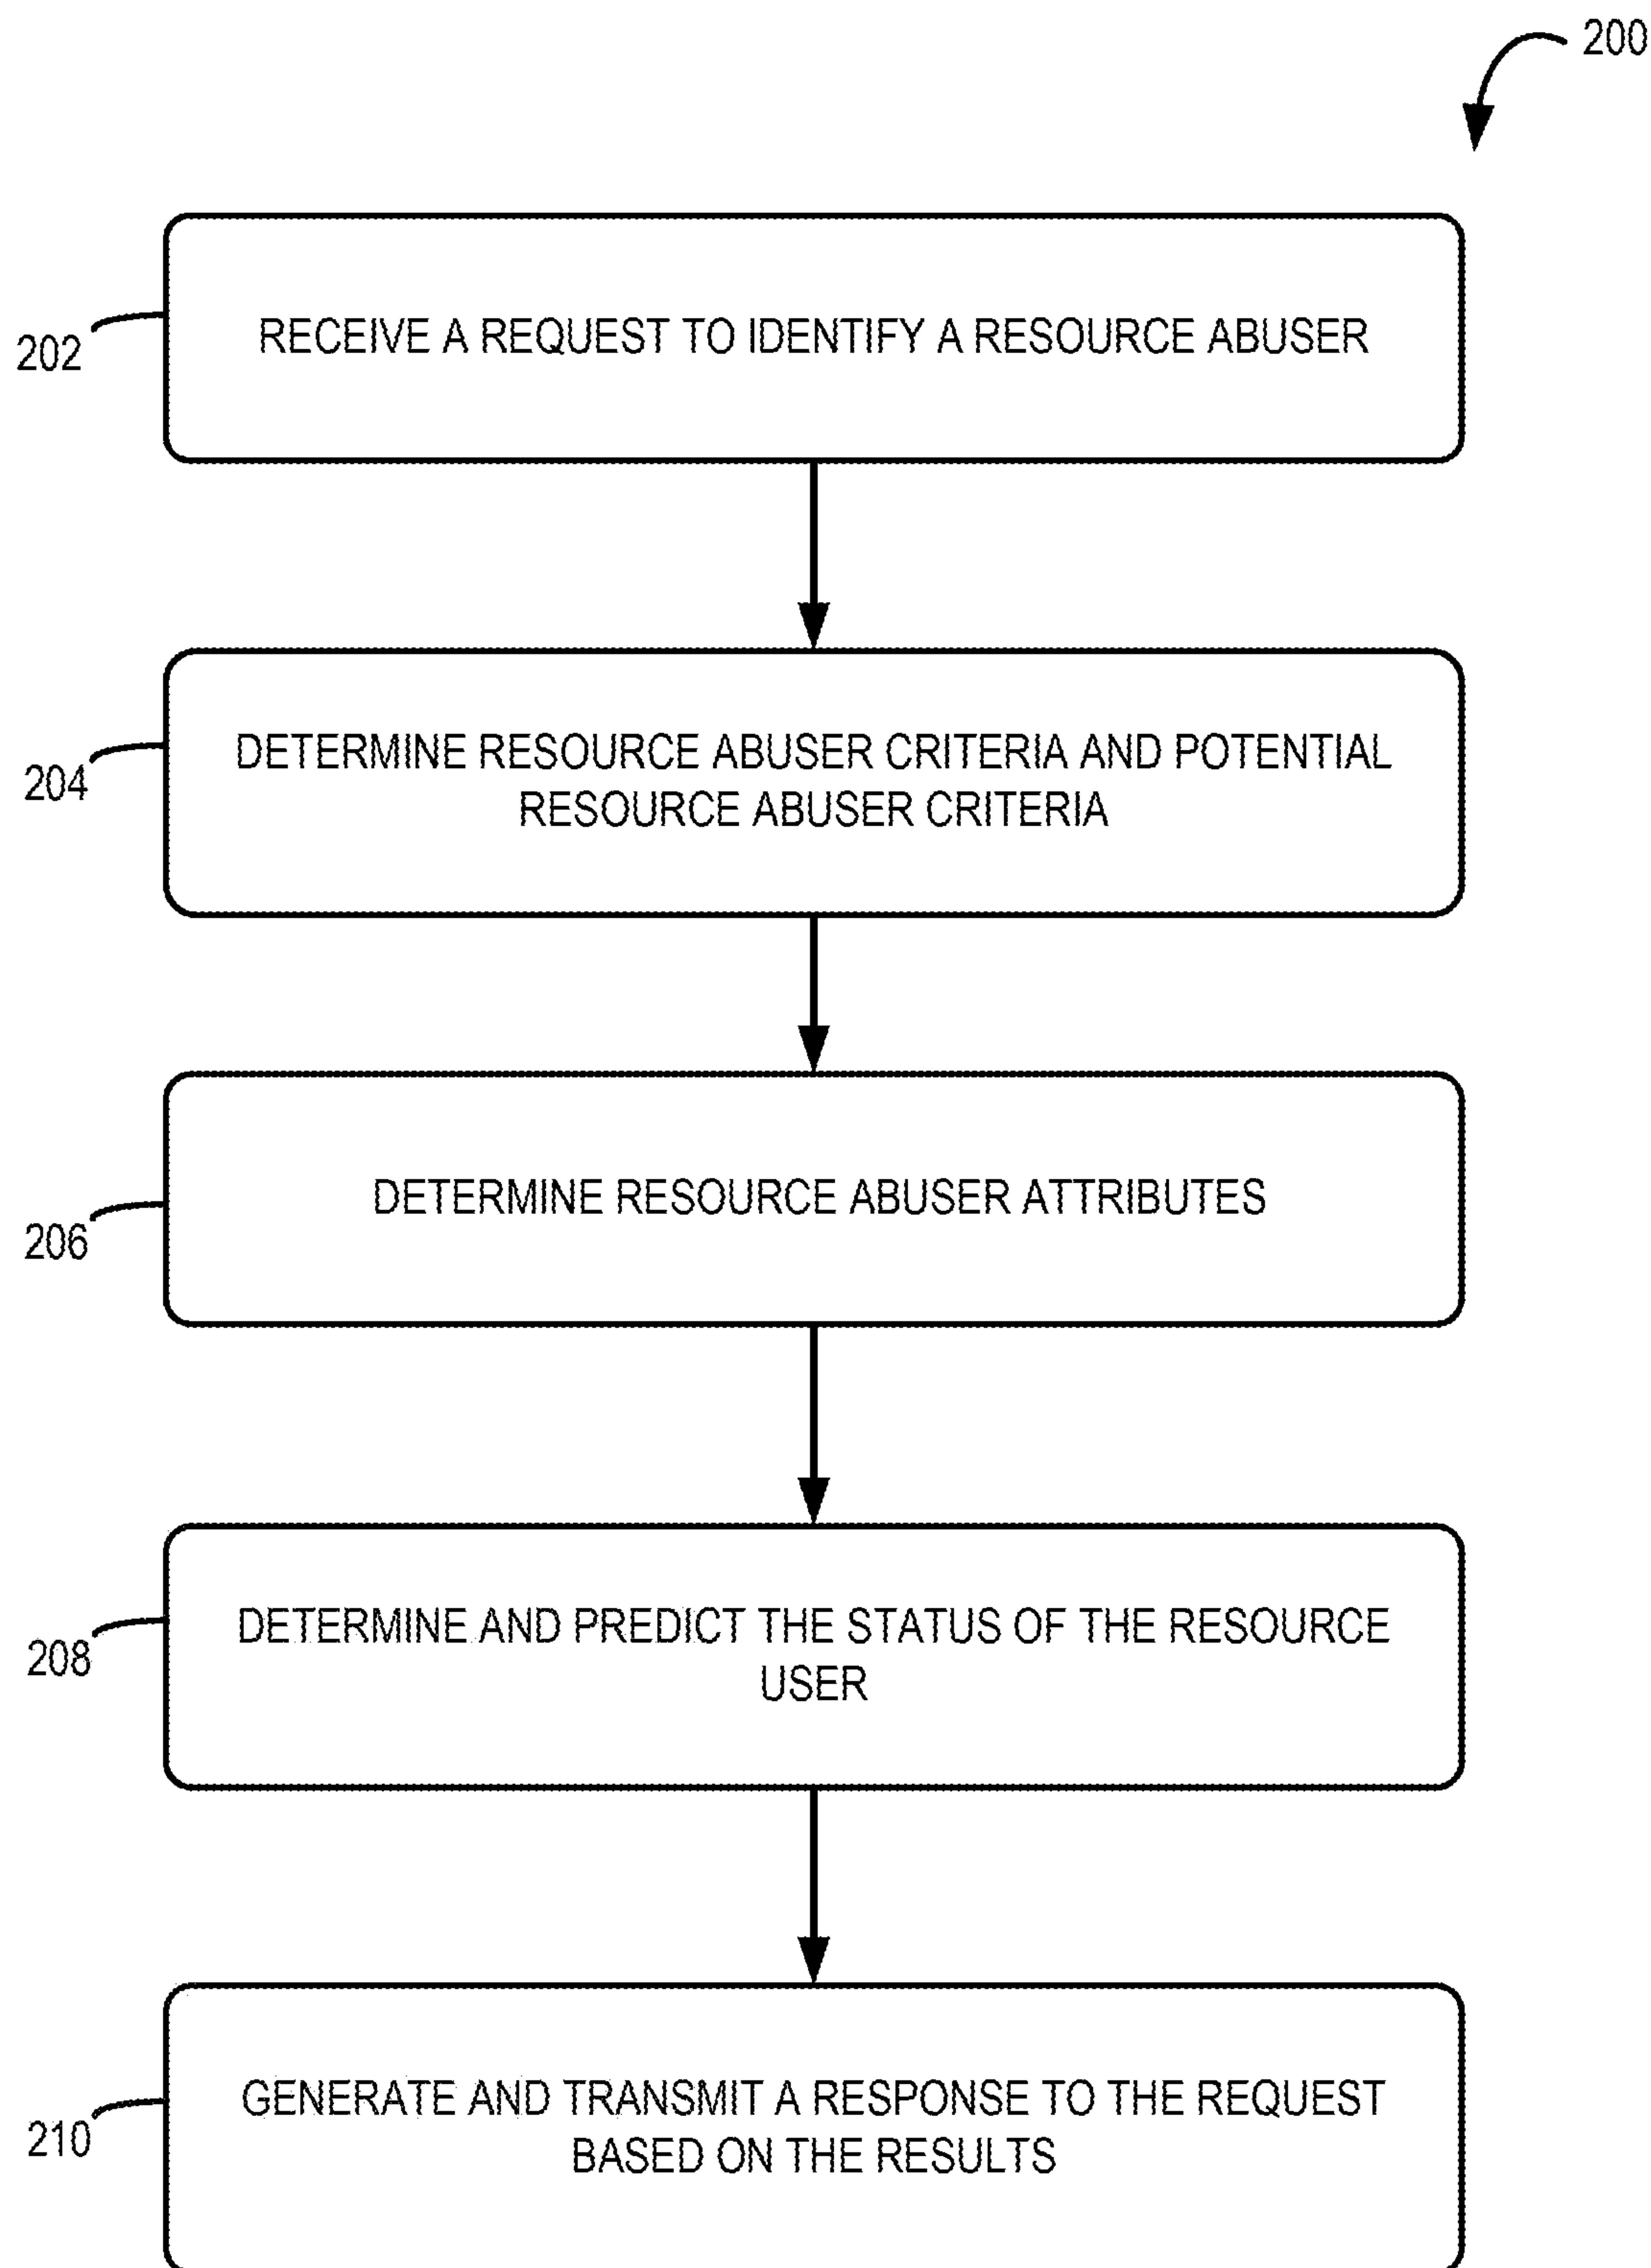 200
202
RECEIVE A REQUEST TO IDENTIFY A RESOURCE ABUSER
204
DETERMINE RESOURCE ABUSER CRITERIA AND POTENTIAL
RESOURCE ABUSER CRITERIA
206
DETERMINE RESOURCE ABUSER ATTRIBUTES
208
DETERMINE AND PREDICT THE STATUS OF THE RESOURCE
USER
210
GENERATE AND TRANSMIT A RESPONSE TO THE REQUEST
BASED ON THE RESULTS